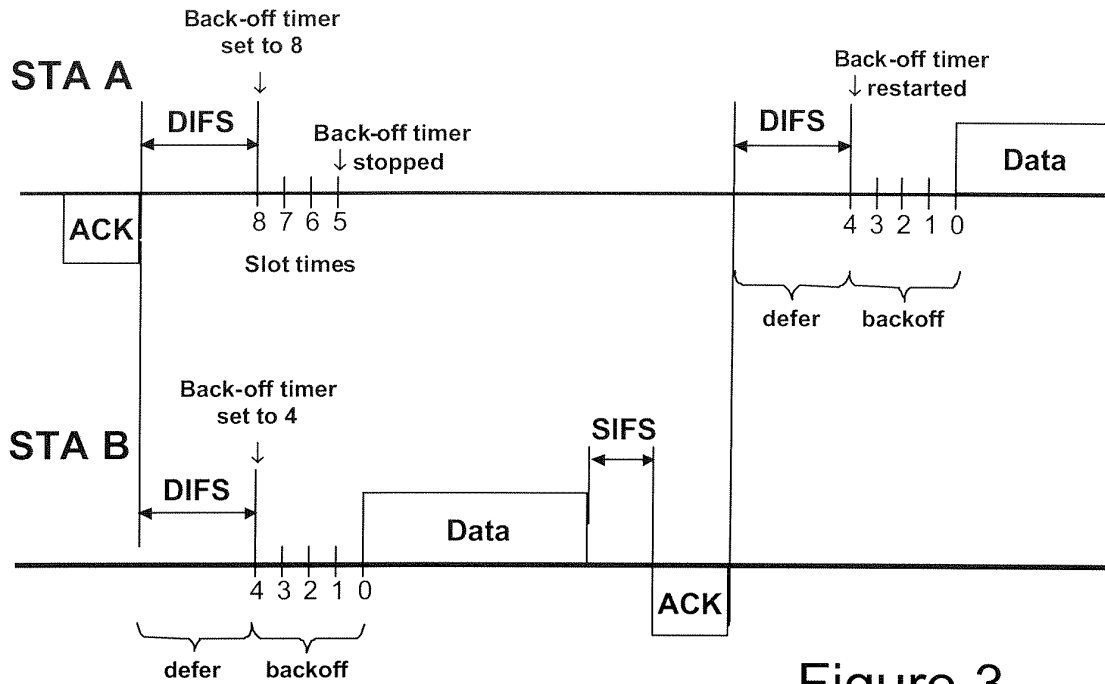 Back-off timer
set to 8
STA A
DIFS
Back-off timer
stopped
Back-off timer
restarted
DIFS
Data
ACK
8 7 6 5
4 3 2 1 0
Slot times
defer backoff
Back-off timer
set to 4
STA B
DIFS
SIFS
Data
4 3 2 1 0
ACK
defer backoff
Figure 3